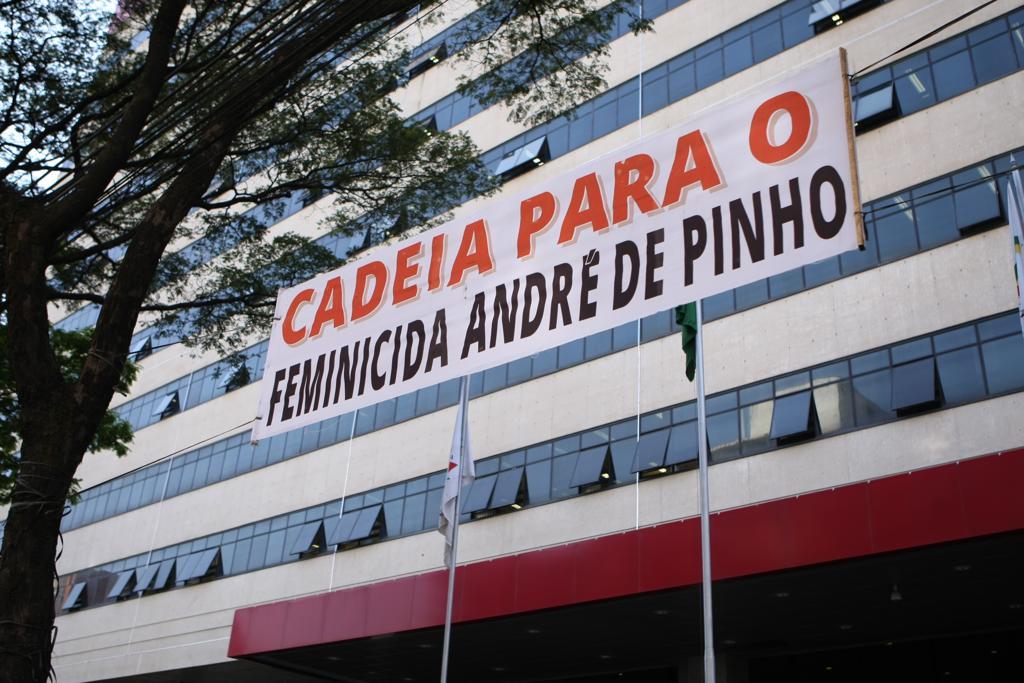 CADEIA PARA O
FEMINICIDA ANDRÉ DE PINHO